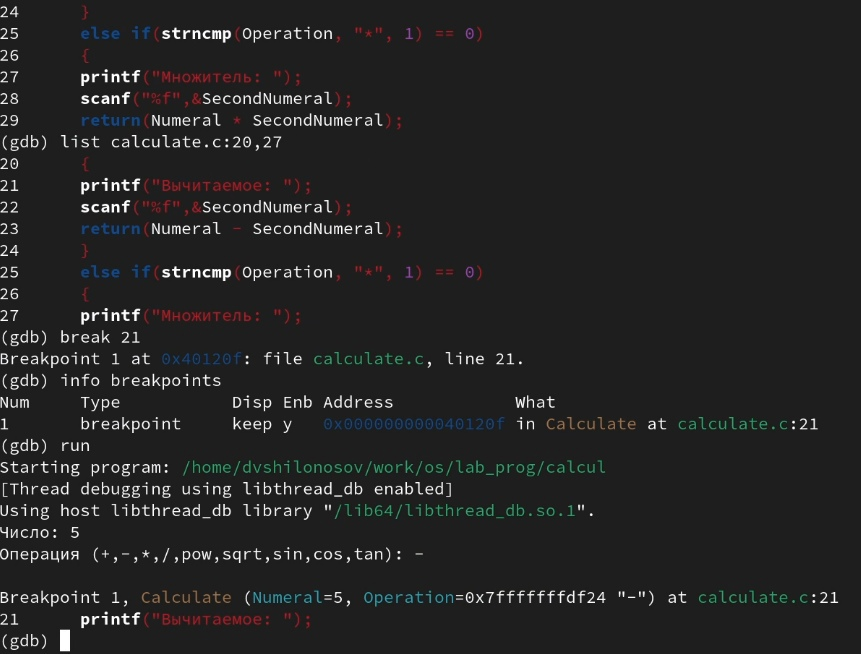 24      }
25      else if(strncmp(Operation, "*", 1) == 0)
26      {
27      printf("Множитель: ");
28      scanf("%f",&SecondNumeral);
29      return(Numeral * SecondNumeral);
(gdb) list calculate.c:20,27
20      {
21      printf("Вычитаемое: ");
22      scanf("%f",&SecondNumeral);
23      return(Numeral - SecondNumeral);
24      }
25      else if(strncmp(Operation, "*", 1) == 0)
26      {
27      printf("Множитель: ");
(gdb) break 21
Breakpoint 1 at 0x40120f: file calculate.c, line 21.
(gdb) info breakpoints
Num     Type           Disp Enb Address            What
1       breakpoint     keep y   0x000000000040120f in Calculate at calculate.c:21
(gdb) run
Starting program: /home/dvshilonosov/work/os/lab_prog/calcul
[Thread debugging using libthread_db enabled]
Using host libthread_db library "/lib64/libthread_db.so.1".
Число: 5
Операция (+,-,*,/,pow,sqrt,sin,cos,tan): -
Breakpoint 1, Calculate (Numeral=5, Operation=0x7fffffffdf24 "-") at calculate.c:21
21      printf("Вычитаемое: ");
(gdb)